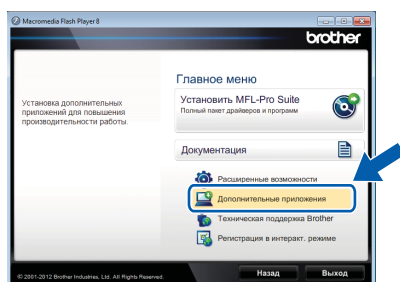 Macromedia Flash Player 8
brother
Главное меню
Установить MFL-Pro Suite
Полный пакет драйверов и программ
Установка дополнительных
приложений для повышения
производительности работы.
Документация
Расширенные возможности
Дополнительные приложения
Техническая поддержка Brother
Регистрация в интеракт. режиме
© 2001-2012 Brother Industries, Ltd. All Rights Reserved.
Назад
Выход